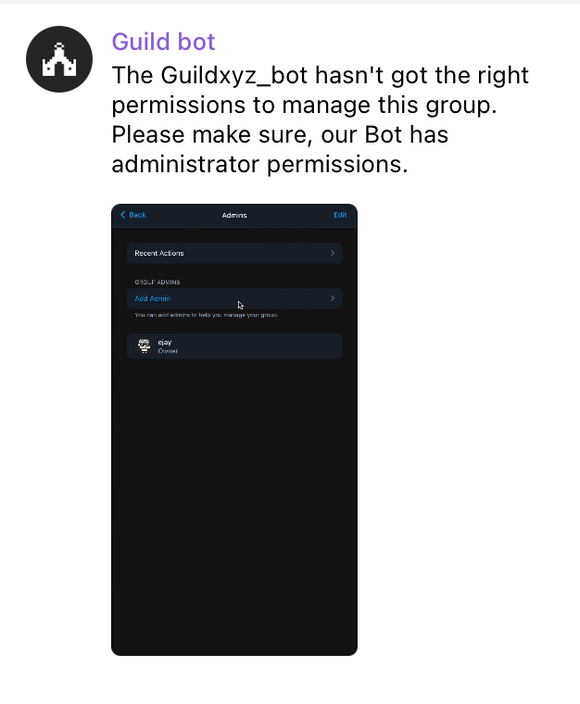 Guild bot
The Guildxyz_bot hasn't got the right
permissions to manage this group.
Please make sure, our Bot has
administrator permissions.
Back
Admins
Edit
Recent Actions
GROUP ADMINS
Add Admin
You can add admins to help you manage your group.
ejay
Owner